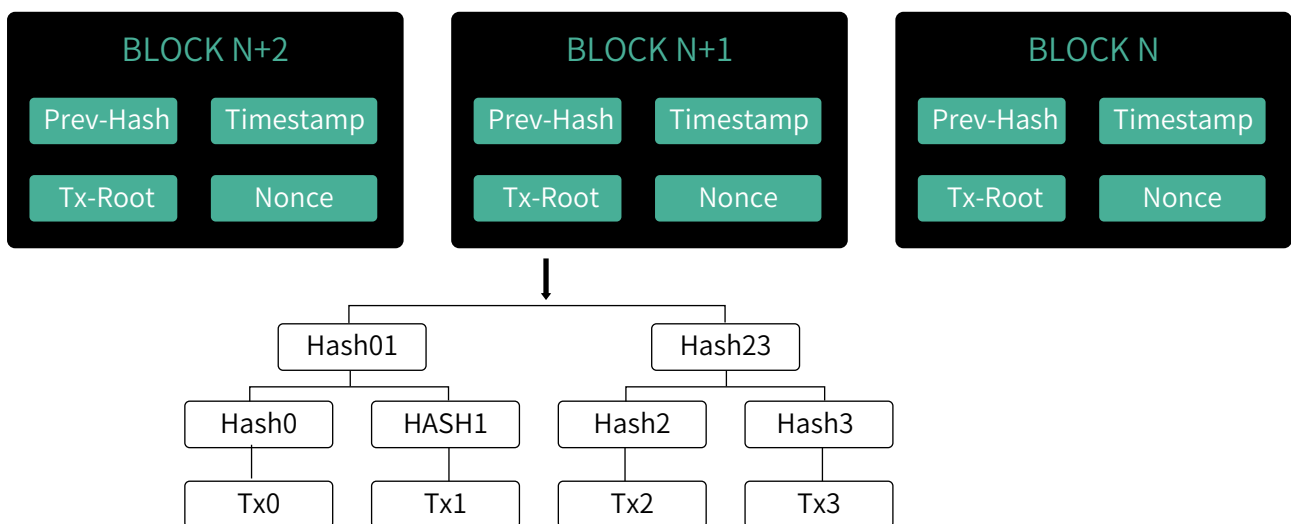 BLOCK N+2
Prev-Hash Timestamp
Tx-Root Nonce
BLOCK N+1
Prev-Hash Timestamp
Tx-Root Nonce
BLOCK N
Prev-Hash Timestamp
Tx-Root Nonce
Hash01 Hash23
Hash0 HASH1 Hash2 Hash3
Tx0 Tx1 Tx2 Tx3